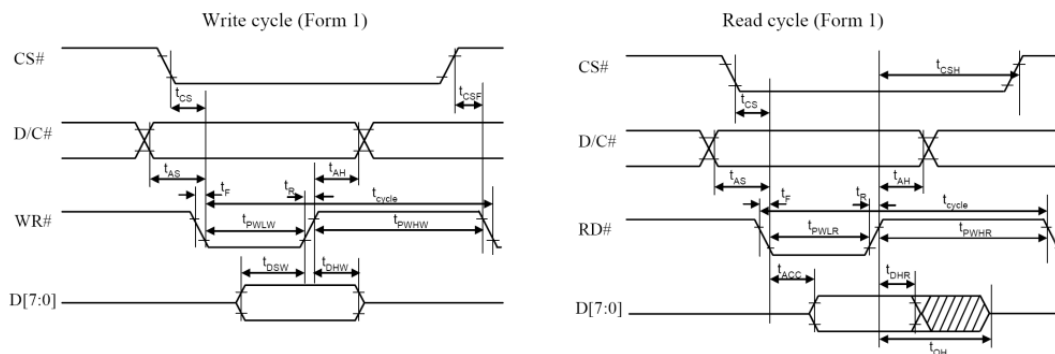 Write cycle (Form 1)
CS#
tCS
tCSF
D/C#
tAS
tAH
tF
tR
tcycle
WR#
tPWLW
tPWHW
tDSW
tDHW
D[7:0]
Read cycle (Form 1)
CS#
tCSH
tCS
D/C#
tAS
tAH
tF
tR
tcycle
RD#
tPWLR
tPWHR
tACC
tDHR
D[7:0]
tOH